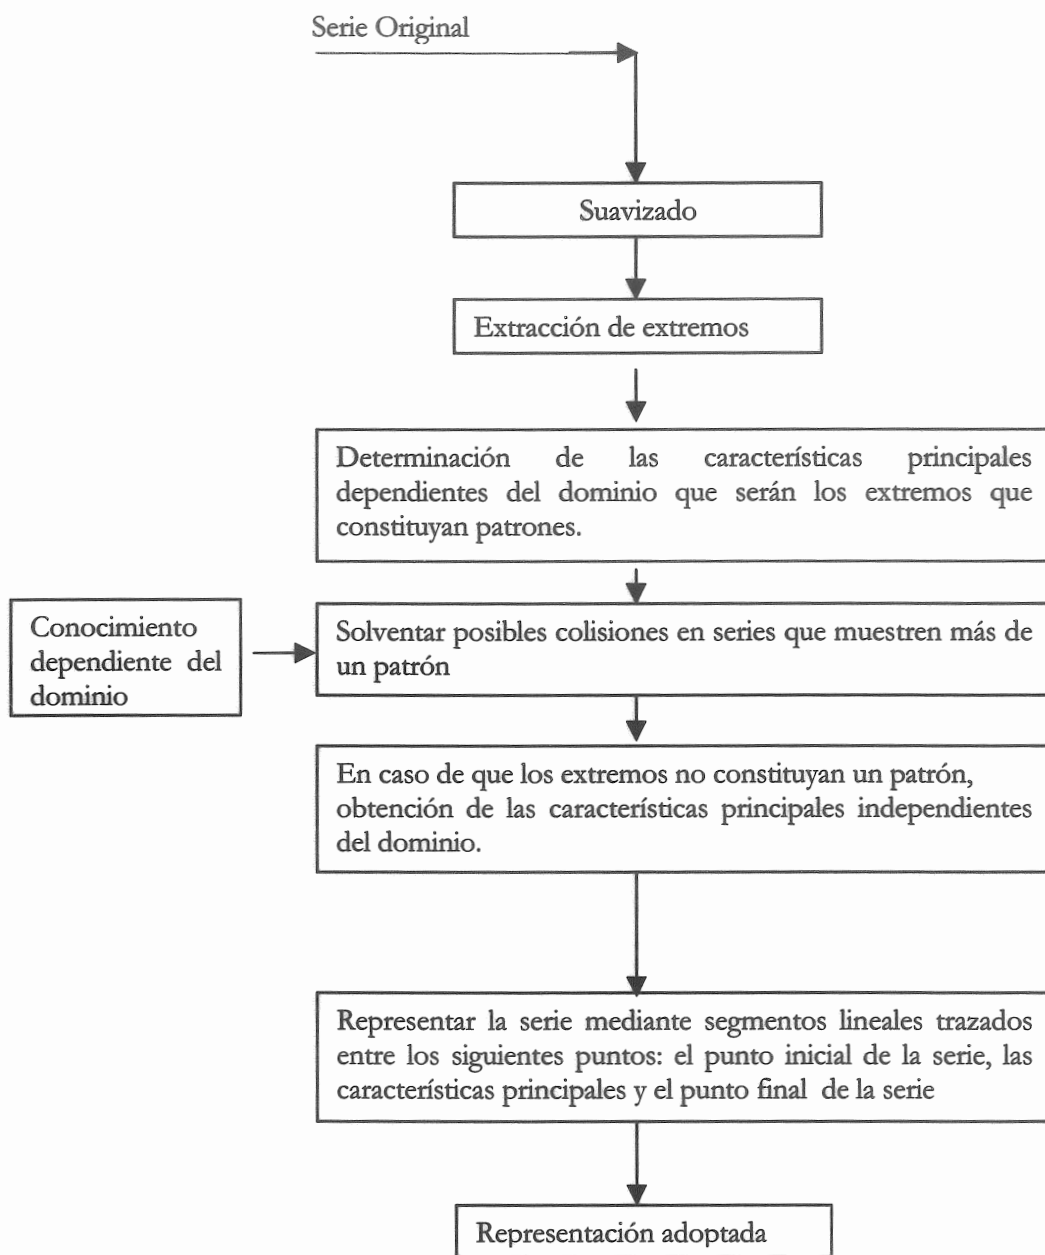 Serie Original
Suavizado
Extracción de extremos
Determinación de las características principales
dependientes del dominio que serán los extremos que
constituyan patrones.
Conocimiento
dependiente del
dominio
Solventar posibles colisiones en series que muestren más de
un patrón
En caso de que los extremos no constituyan un patrón,
obtención de las características principales independientes
del dominio.
Representar la serie mediante segmentos lineales trazados
entre los siguientes puntos: el punto inicial de la serie, las
características principales y el punto final de la serie
Representación adoptada